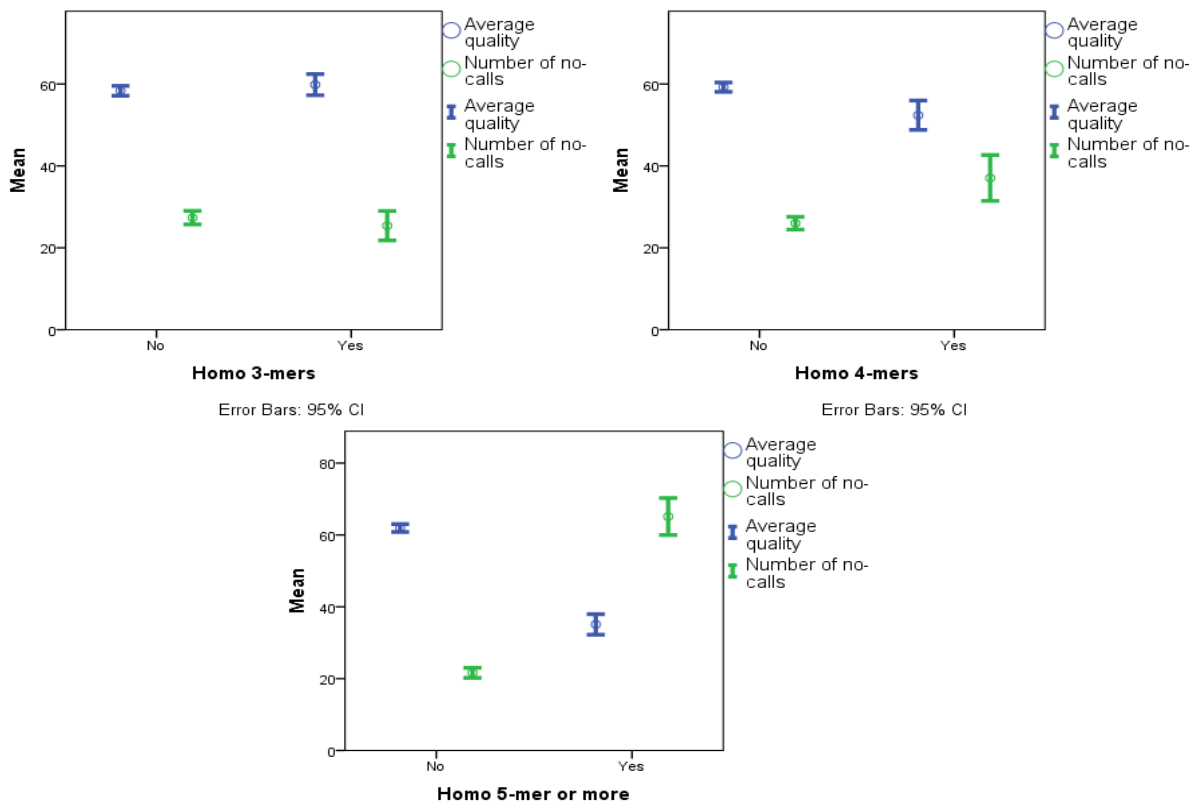 Average
quality
Number of no-
calls
Average
quality
Number of no-
calls
60
40
20
0
Mean
No
Yes
Homo 3-mers
Error Bars: 95% CI
Average
quality
Number of no-
calls
Average
quality
Number of no-
calls
60
40
20
0
Mean
No
Yes
Homo 4-mers
Error Bars: 95% CI
Average
quality
Number of no-
calls
Average
quality
Number of no-
calls
80
60
40
20
0
Mean
No
Yes
Homo 5-mer or more